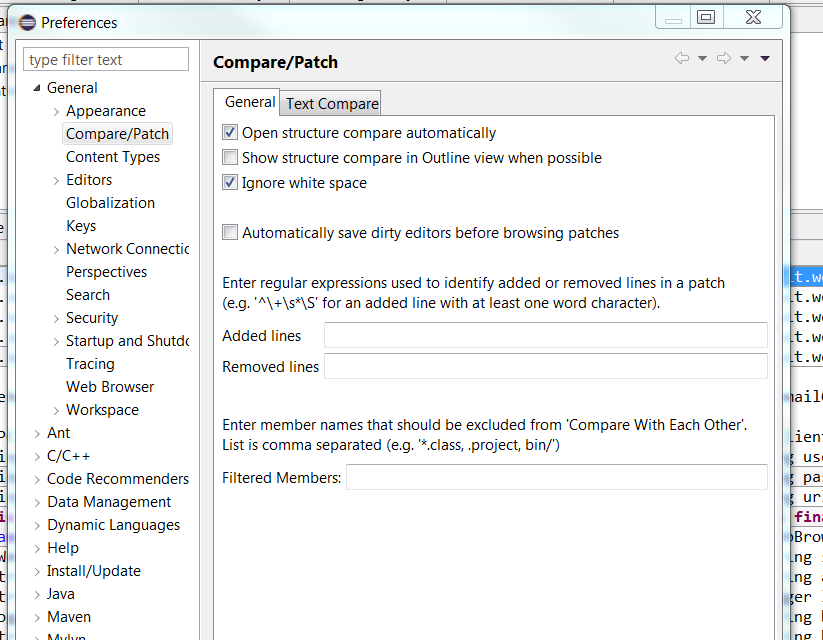 Preferences
type filter text
General
Appearance
Compare/Patch
Content Types
Editors
Globalization
Keys
Network Connectic
Perspectives
Search
Security
Startup and Shutdo
Tracing
Web Browser
Workspace
Ant
C/C++
Code Recommenders
Data Management
Dynamic Languages
Help
Install/Update
Java
Maven
Mylyn
Compare/Patch
General
Text Compare
Open structure compare automatically
Show structure compare in Outline view when possible
Ignore white space
Automatically save dirty editors before browsing patches
Enter regular expressions used to identify added or removed lines in a patch
(e.g. '^\+\s*\S' for an added line with at least one word character).
Added lines
Removed lines
Enter member names that should be excluded from 'Compare With Each Other'.
List is comma separated (e.g. '*.class, .project, bin/')
Filtered Members: